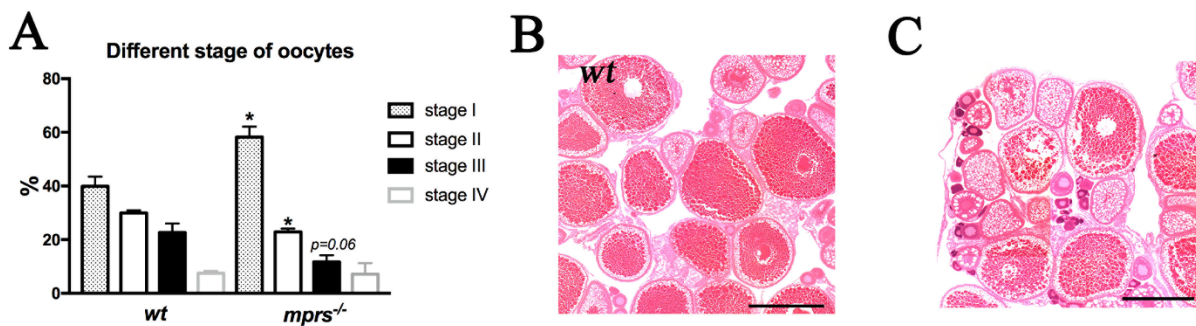 A
Different stage of oocytes
%
80
60
40
20
0
*
*
p=0.06
wt
mprs-/-
stage I
stage II
stage III
stage IV
B
wt
C